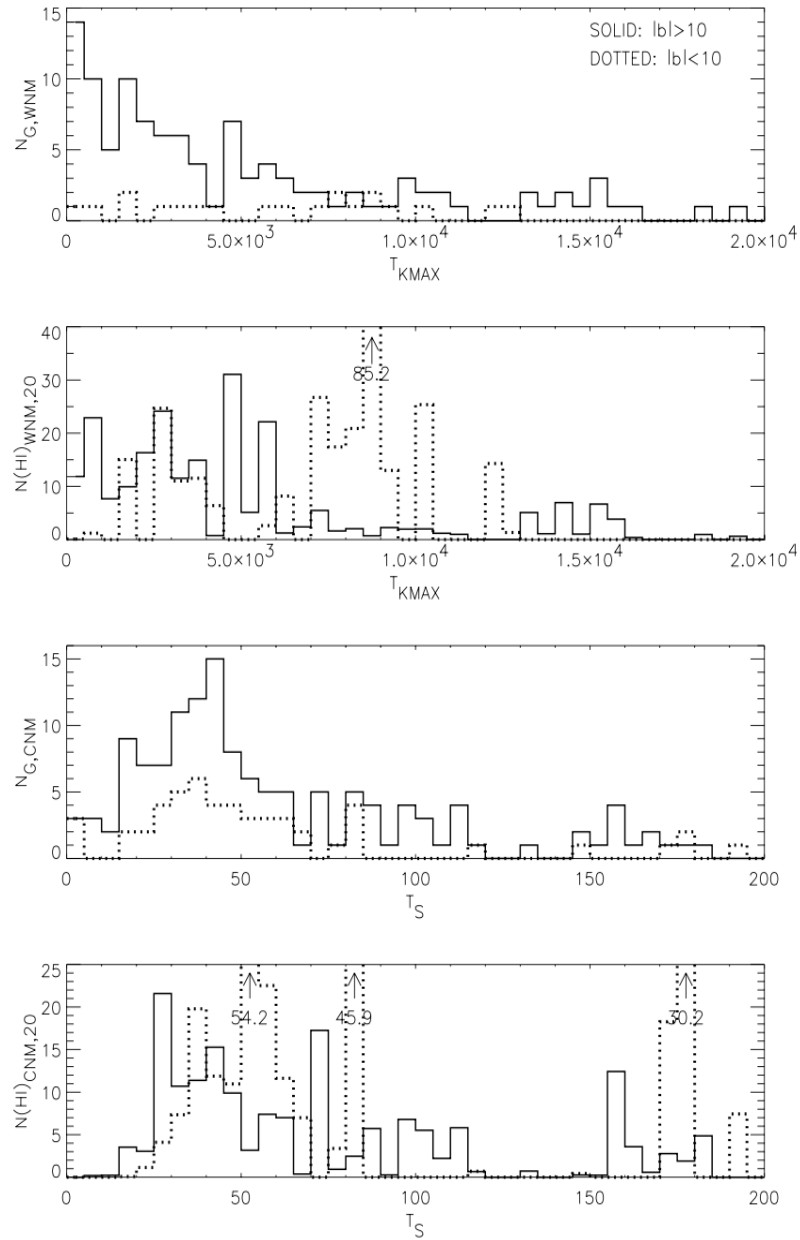 SOLID: |b|>10
DOTTED: |b|<10
15
10
5
0
N_G,WNM
0 5.0×10³ 1.0×10⁴ 1.5×10⁴ 2.0×10⁴
T_KMAX
40
30
20
10
0
N(HI)_WNM,20
85.2
0 5.0×10³ 1.0×10⁴ 1.5×10⁴ 2.0×10⁴
T_KMAX
15
10
5
0
N_G,CNM
0 50 100 150 200
T_S
25
20
15
10
5
0
N(HI)_CNM,20
54.2 45.9 30.2
0 50 100 150 200
T_S